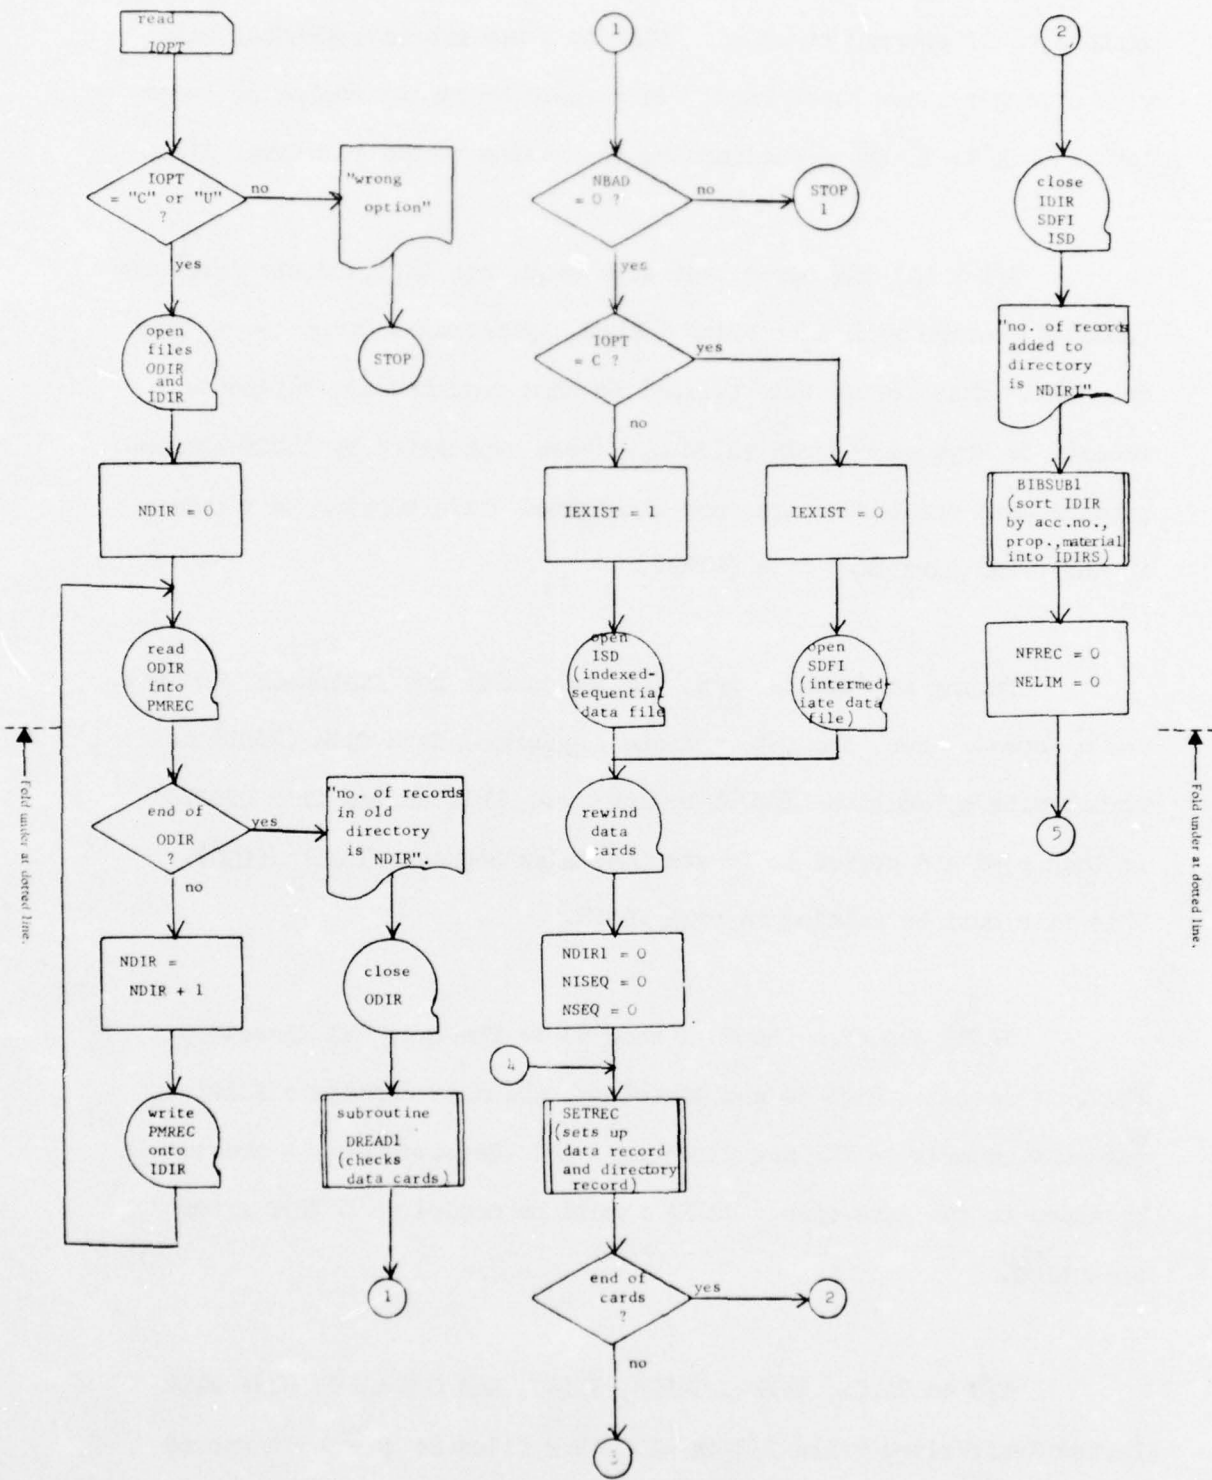 read
IOPT
IOPT
= "C" or "U"
?
no
"wrong
option"
yes
STOP
open
files
ODIR
and
IDIR
NDIR = 0
read
ODIR
into
PMREC
end of
ODIR
?
yes
"no. of records
in old
directory
is NDIR".
no
NDIR =
NDIR + 1
close
ODIR
write
PMREC
onto
IDIR
subroutine
DREAD1
(checks
data cards)
1
1
NBAD
= 0 ?
no
STOP
1
yes
IOPT
= C ?
yes
no
IEXIST = 1
IEXIST = 0
open
ISD
(indexed-
sequential
data file
open
SDFI
(intermed-
iate data
file)
rewind
data
cards
NDIR1 = 0
NISEQ = 0
NSEQ = 0
4
SETREC
(sets up
data record
and directory
record)
end of
cards
?
yes
2
no
3
2
close
IDIR
SDFI
ISD
"no. of records
added to
directory
is NDIR1"
BIBSUB1
(sort IDIR
by acc.no.,
prop.,material
into IDIRS)
NFREC = 0
NELIM = 0
5
Fold under at dotted line.
Fold under at dotted line.